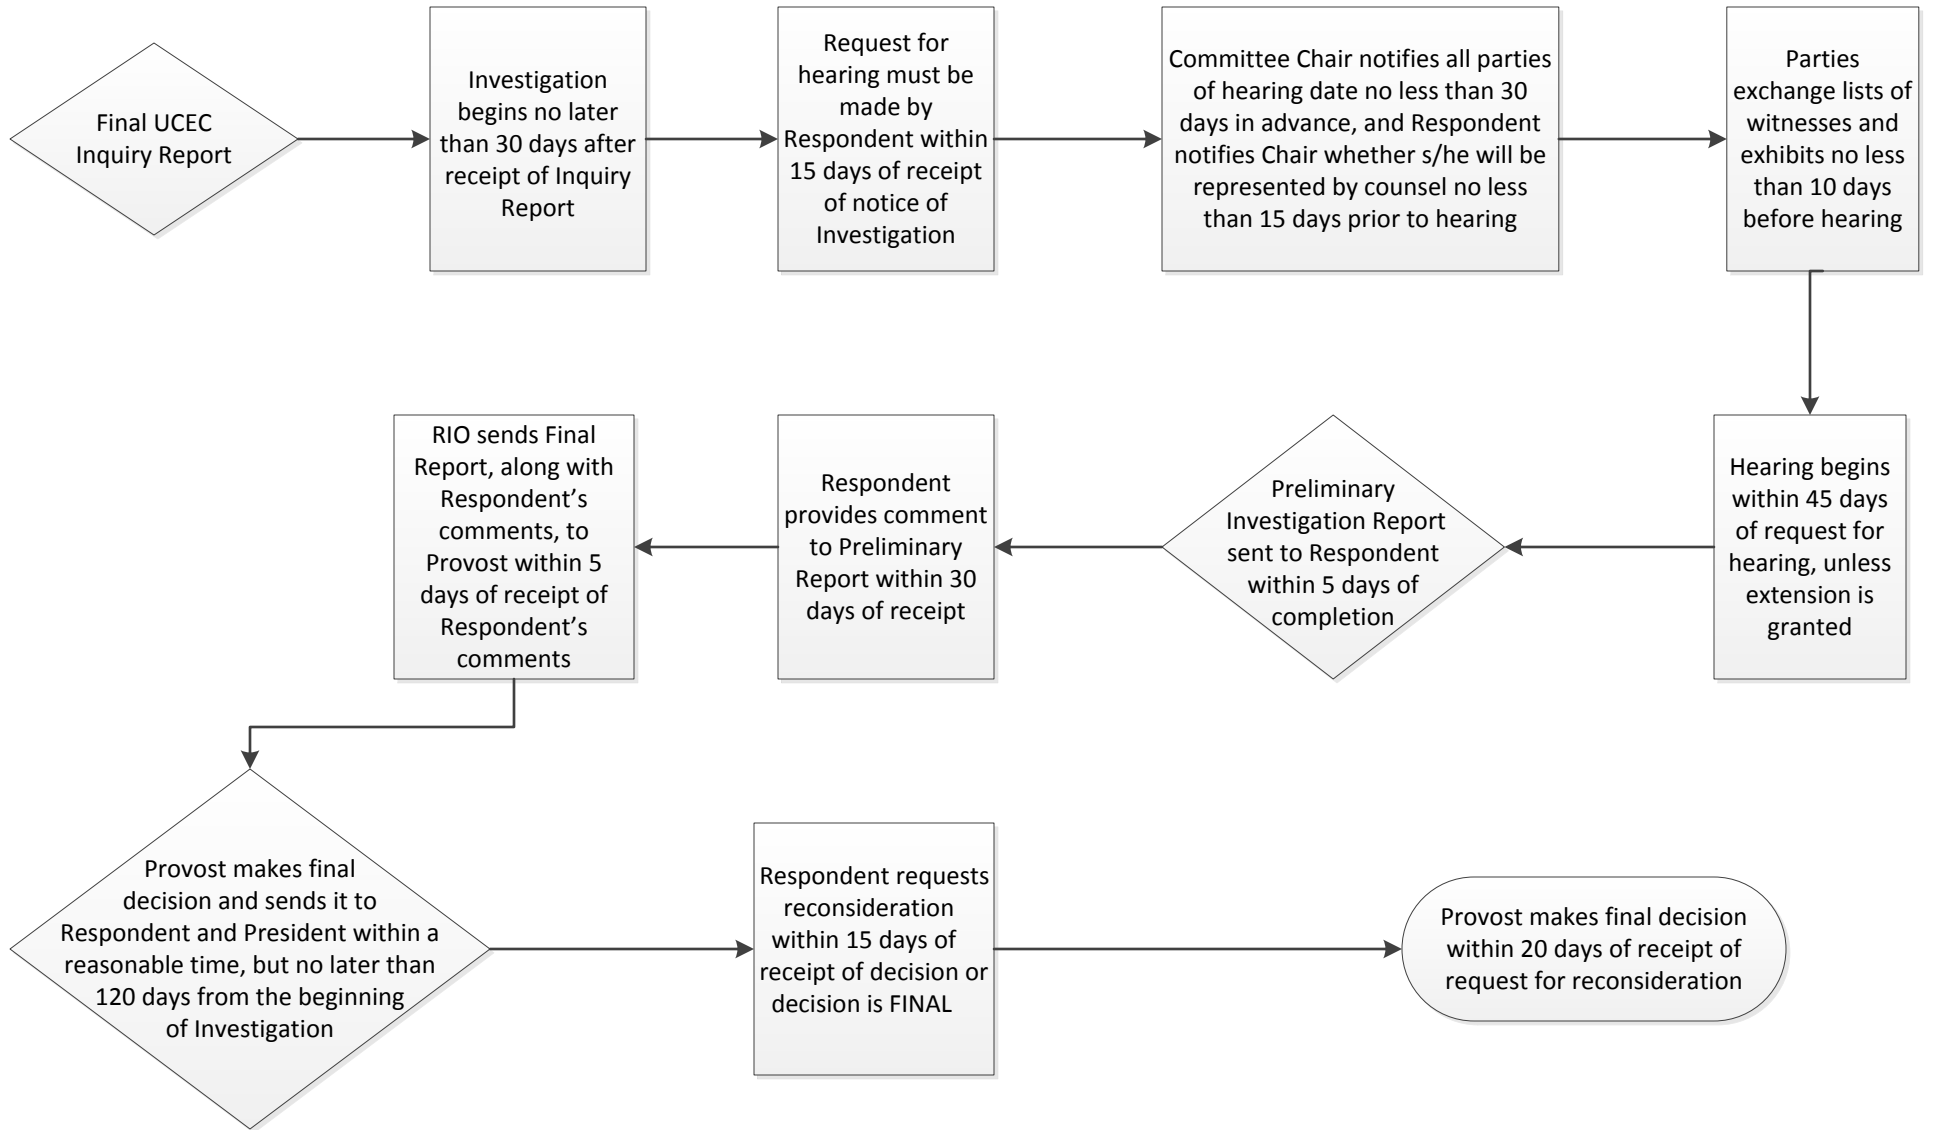 Final UCEC
Inquiry Report
Investigation
begins no later
than 30 days after
receipt of Inquiry
Report
Request for
hearing must be
made by
Respondent within
15 days of receipt
of notice of
Investigation
Committee Chair notifies all parties
of hearing date no less than 30
days in advance, and Respondent
notifies Chair whether s/he will be
represented by counsel no less
than 15 days prior to hearing
Parties
exchange lists of
witnesses and
exhibits no less
than 10 days
before hearing
Hearing begins
within 45 days
of request for
hearing, unless
extension is
granted
Preliminary
Investigation Report
sent to Respondent
within 5 days of
completion
Respondent
provides comment
to Preliminary
Report within 30
days of receipt
RIO sends Final
Report, along with
Respondent’s
comments, to
Provost within 5
days of receipt of
Respondent’s
comments
Provost makes final
decision and sends it to
Respondent and President within a
reasonable time, but no later than
120 days from the beginning
of Investigation
Respondent requests
reconsideration
within 15 days of
receipt of decision or
decision is FINAL
Provost makes final decision
within 20 days of receipt of
request for reconsideration